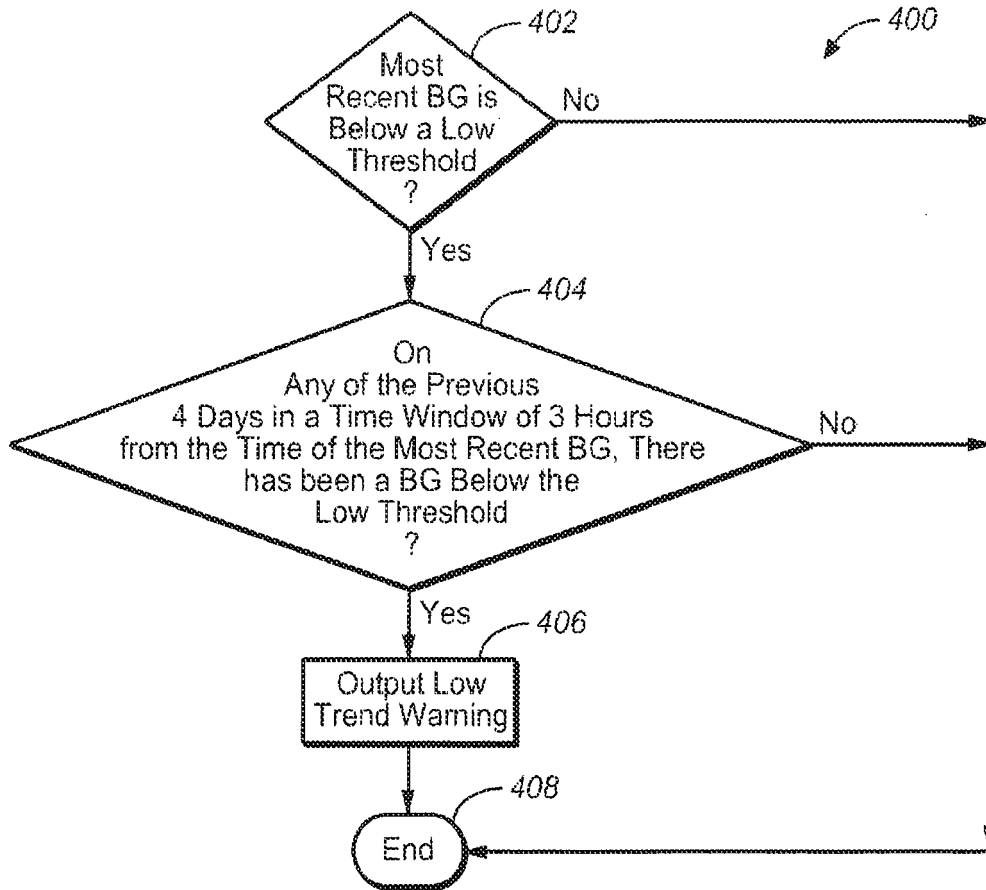 402
400
Most
Recent BG is
Below a Low
Threshold
?
No
Yes
404
On
Any of the Previous
4 Days in a Time Window of 3 Hours
from the Time of the Most Recent BG, There
has been a BG Below the
Low Threshold
?
No
Yes
406
Output Low
Trend Warning
408
End